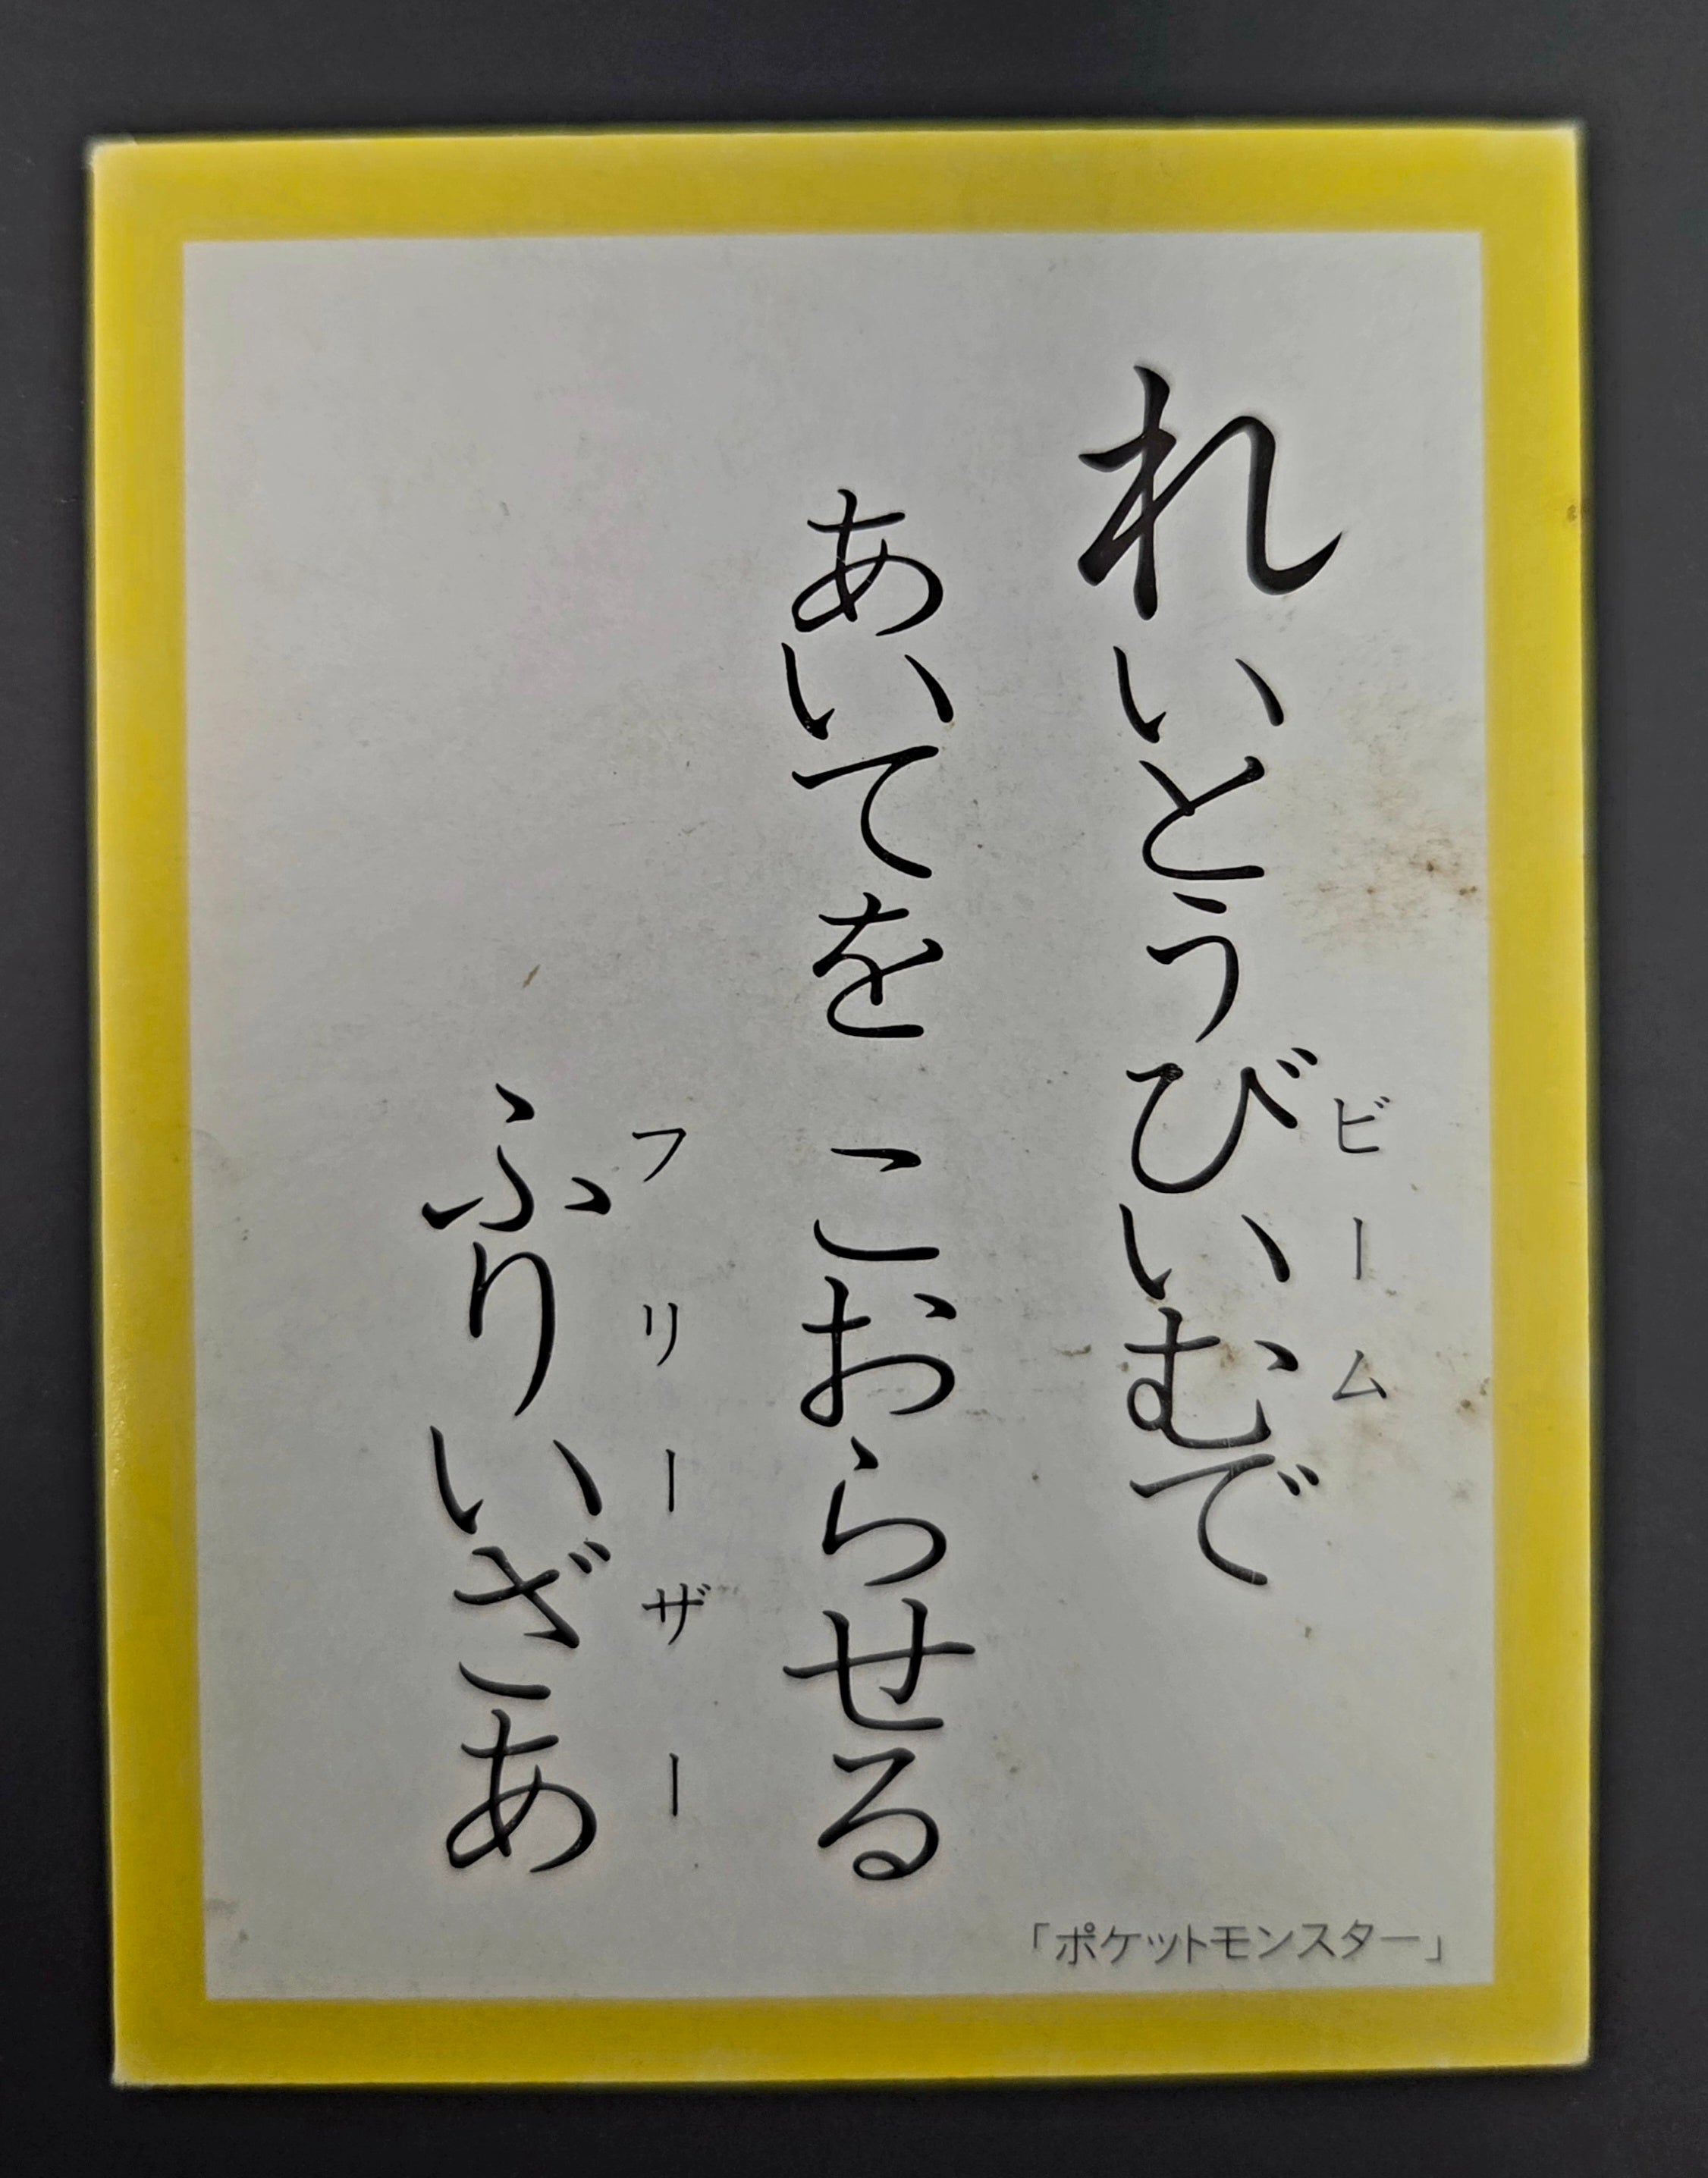 れいとうびいむで
ビーム
あいてを こおらせる
ふりいざあ
フリーザー
「ポケットモンスター」